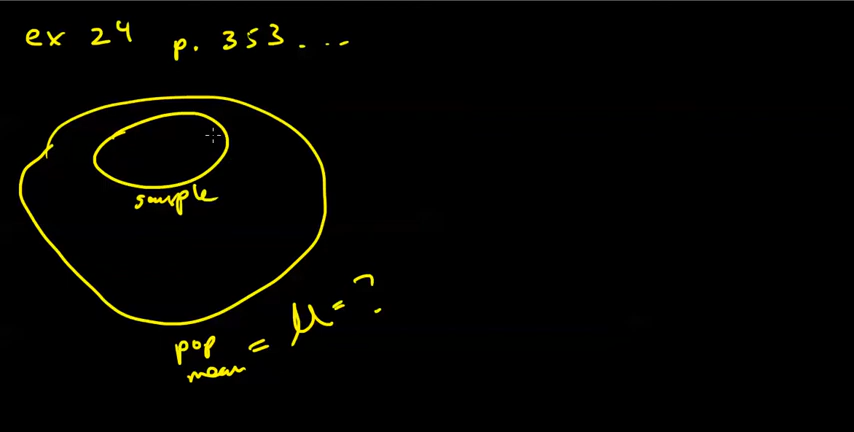 ex 24 p. 353...
sample
pop mean = μ = ?